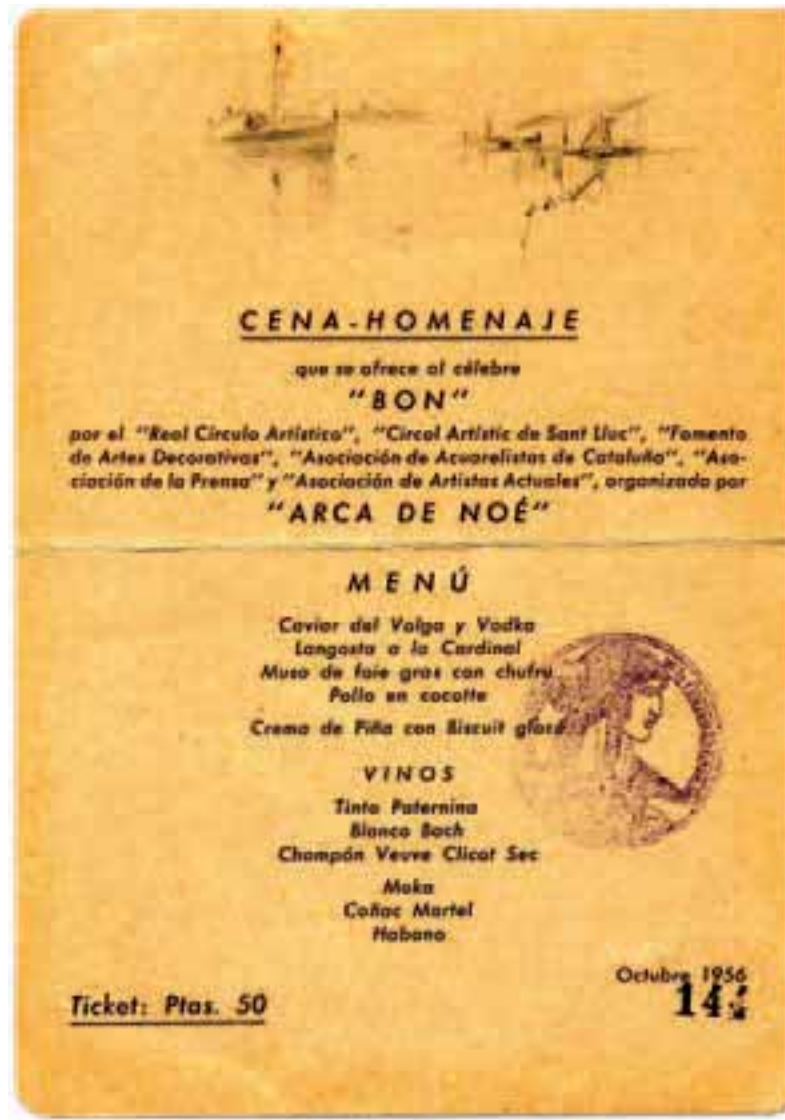 CENA-HOMENAJE
que se ofrece al célebre
"BON"
por el "Real Círculo Artístico", "Círcol Artístic de Sant Lluc", "Fomento
de Artes Decorativas", "Asociación de Acuarelistas de Cataluña", "Aso-
ciación de la Prensa" y "Asociación de Artistas Actuales", organizada por
"ARCA DE NOÉ"
MENÚ
Caviar del Volga y Vodka
Langosta a la Cardinal
Muso de foie gras con chufru
Pollo en cocotte
Crema de Piña con Biscuit glasé
VINOS
Tinto Paternina
Blanco Bach
Champán Veuve Clicot Sec
Moka
Coñac Martel
Habano
Octubre 1956
Ticket: Ptas. 50